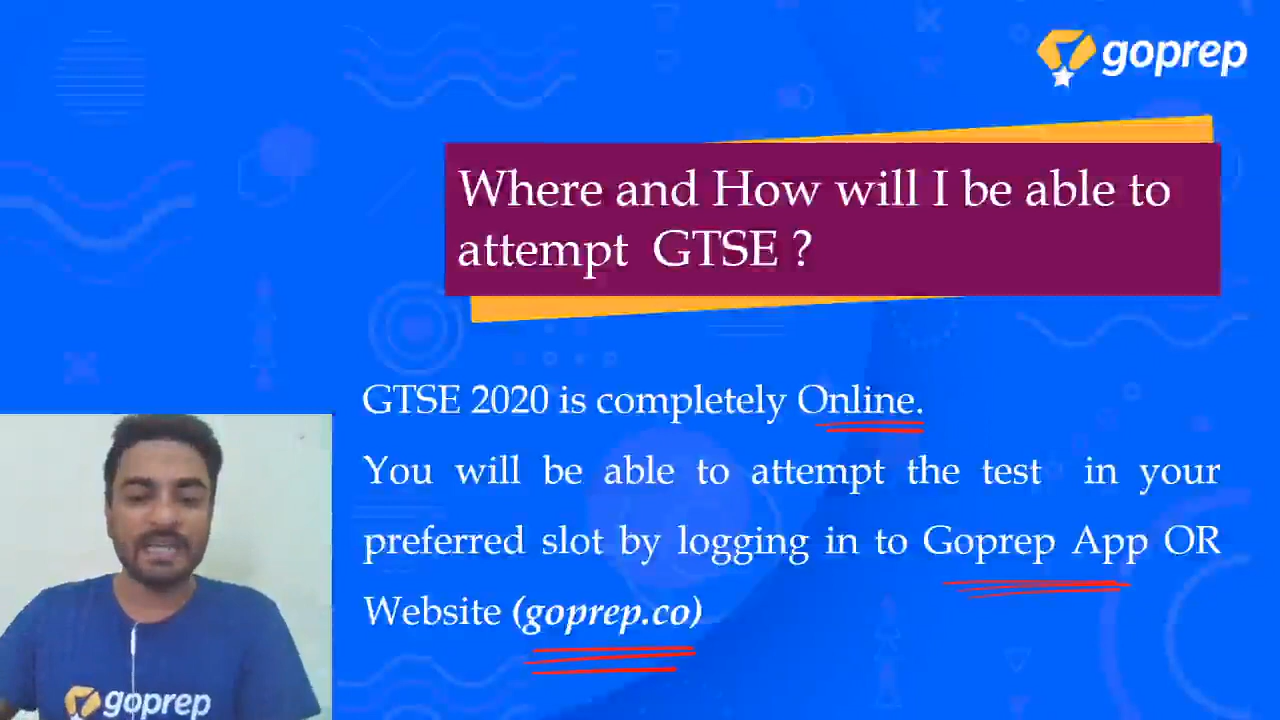 goprep
Where and How will I be able to
attempt GTSE ?
GTSE 2020 is completely Online.
You will be able to attempt the test in your
preferred slot by logging in to Goprep App OR
Website (goprep.co)
goprep